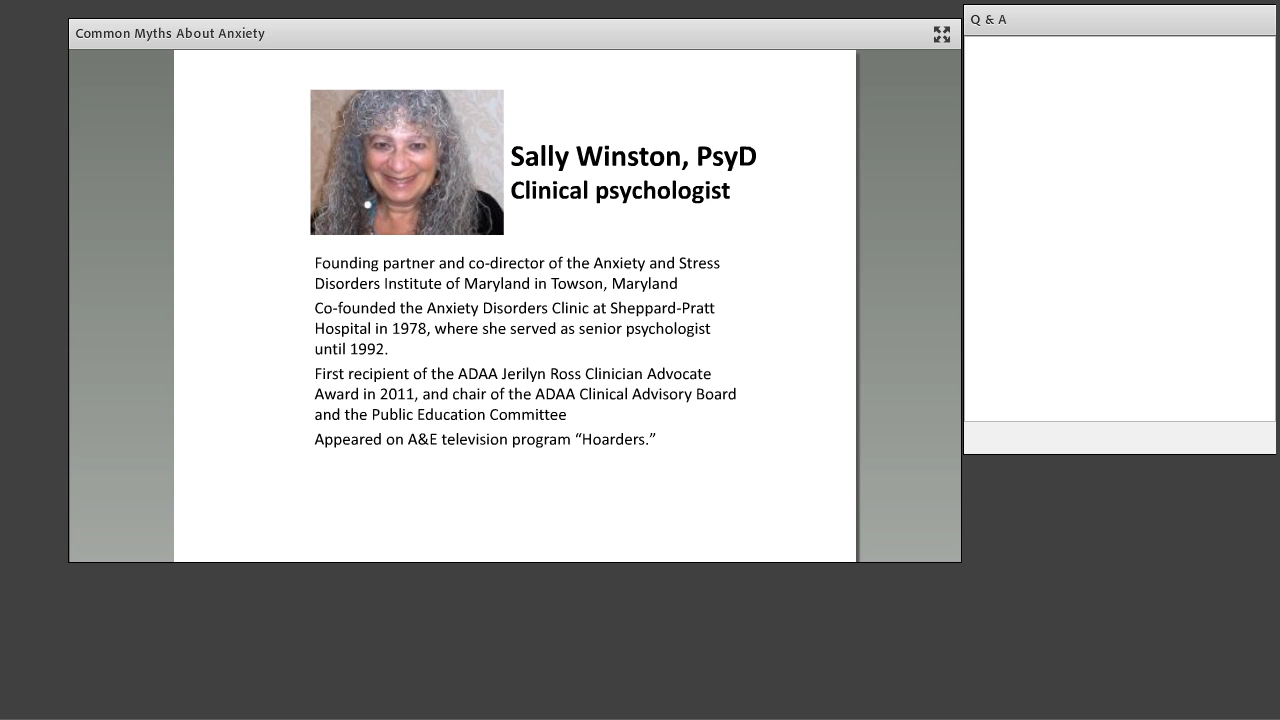 Common Myths About Anxiety
Q & A
Sally Winston, PsyD
Clinical psychologist
Founding partner and co-director of the Anxiety and Stress
Disorders Institute of Maryland in Towson, Maryland
Co-founded the Anxiety Disorders Clinic at Sheppard-Pratt
Hospital in 1978, where she served as senior psychologist
until 1992.
First recipient of the ADAA Jerilyn Ross Clinician Advocate
Award in 2011, and chair of the ADAA Clinical Advisory Board
and the Public Education Committee
Appeared on A&E television program “Hoarders.”